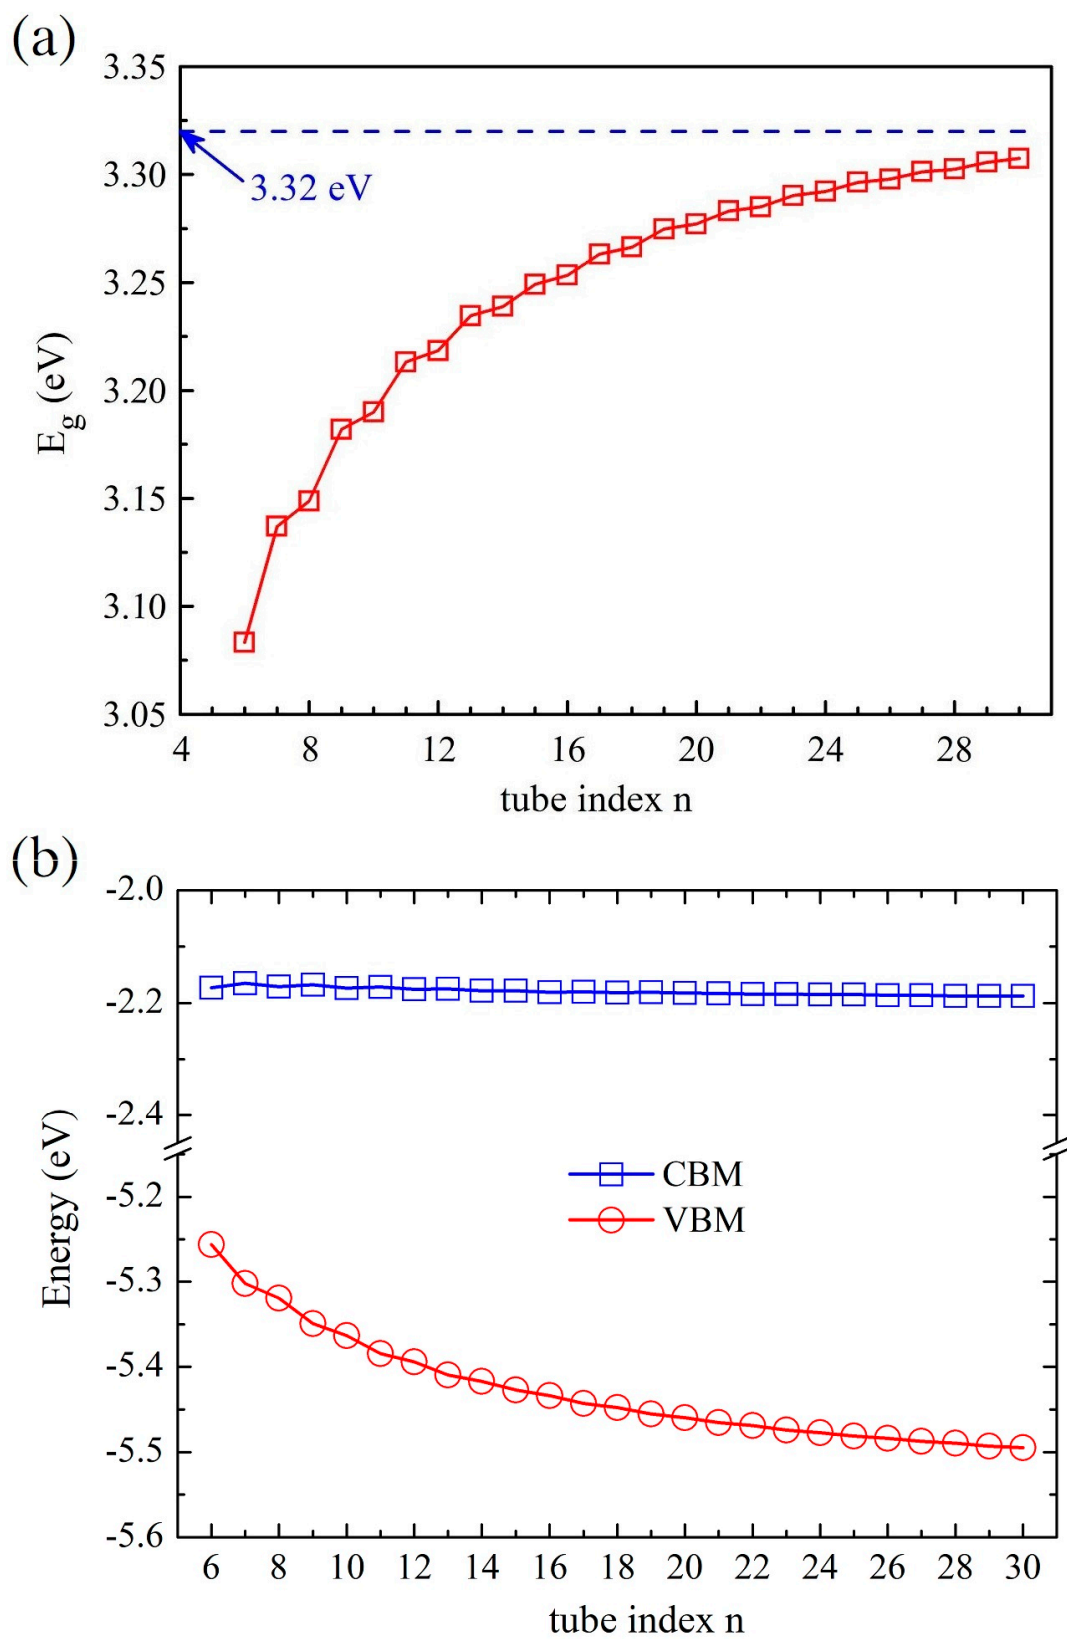 (a)
3.35
3.30
3.25
3.20
3.15
3.10
3.05
E_g (eV)
3.32 eV
4 8 12 16 20 24 28
tube index n
(b)
-2.0
-2.2
-2.4
-5.2
-5.3
-5.4
-5.5
-5.6
Energy (eV)
CBM
VBM
6 8 10 12 14 16 18 20 22 24 26 28 30
tube index n